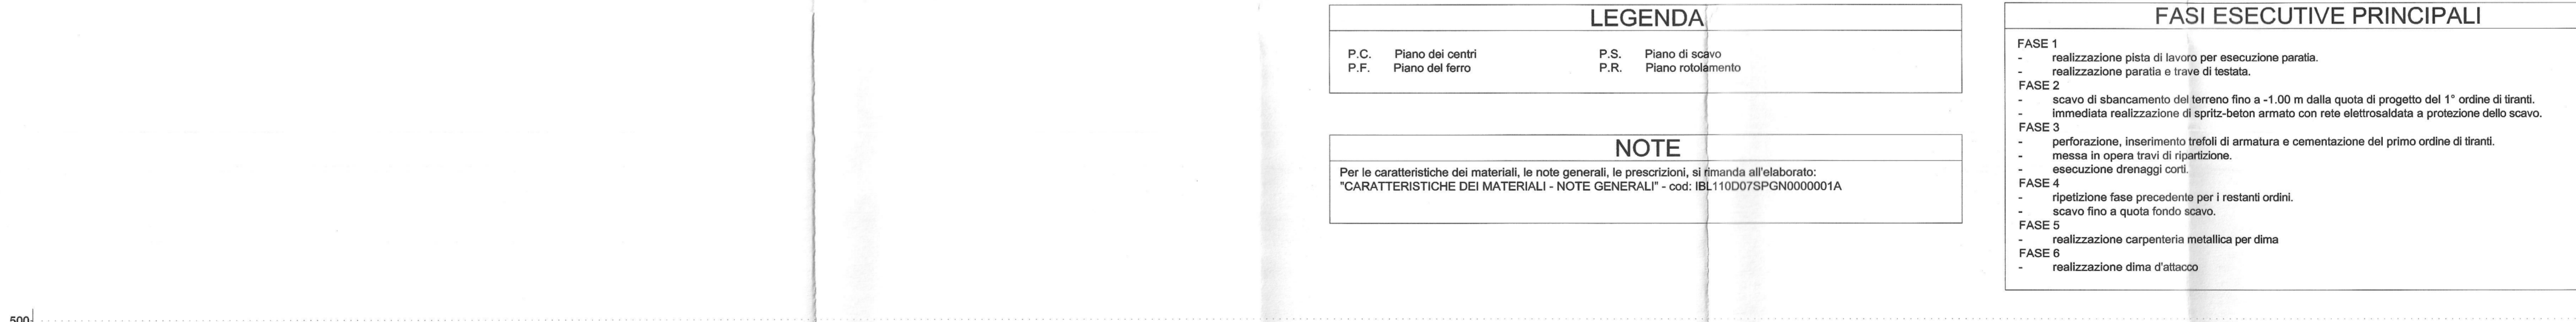 LEGENDA
P.C. Piano dei centri
P.F. Piano del ferro
P.S. Piano di scavo
P.R. Piano rotolamento
NOTE
Per le caratteristiche dei materiali, le note generali, le prescrizioni, si rimanda all'elaborato:
"CARATTERISTICHE DEI MATERIALI - NOTE GENERALI" - cod: IBL110D07SPGN0000001A
FASI ESECUTIVE PRINCIPALI
FASE 1
- realizzazione pista di lavoro per esecuzione paratia.
- realizzazione paratia e trave di testata.
FASE 2
- scavo di sbancamento del terreno fino a -1.00 m dalla quota di progetto del 1° ordine di tiranti.
- immediata realizzazione di spritz-beton armato con rete elettrosaldata a protezione dello scavo.
FASE 3
- perforazione, inserimento trefoli di armatura e cementazione del primo ordine di tiranti.
- messa in opera travi di ripartizione.
- esecuzione drenaggi corti.
FASE 4
- ripetizione fase precedente per i restanti ordini.
- scavo fino a quota fondo scavo.
FASE 5
- realizzazione carpenteria metallica per dima
FASE 6
- realizzazione dima d'attacco
500